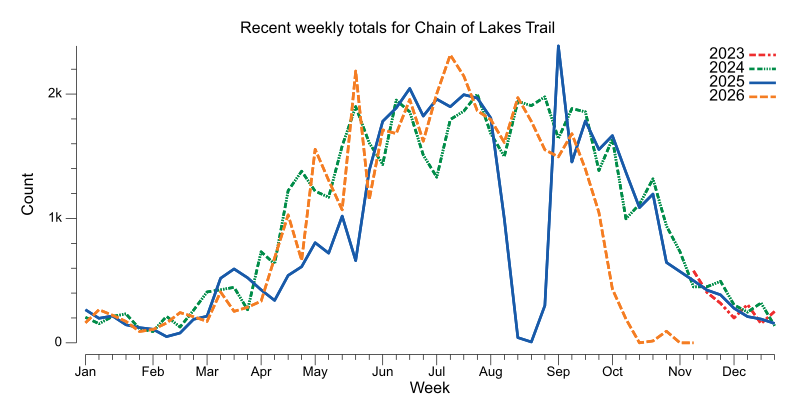 Recent weekly totals for Chain of Lakes Trail
2023
2024
2025
2026
2k
1k
0
Count
Jan Feb Mar Apr May Jun Jul Aug Sep Oct Nov Dec
Week